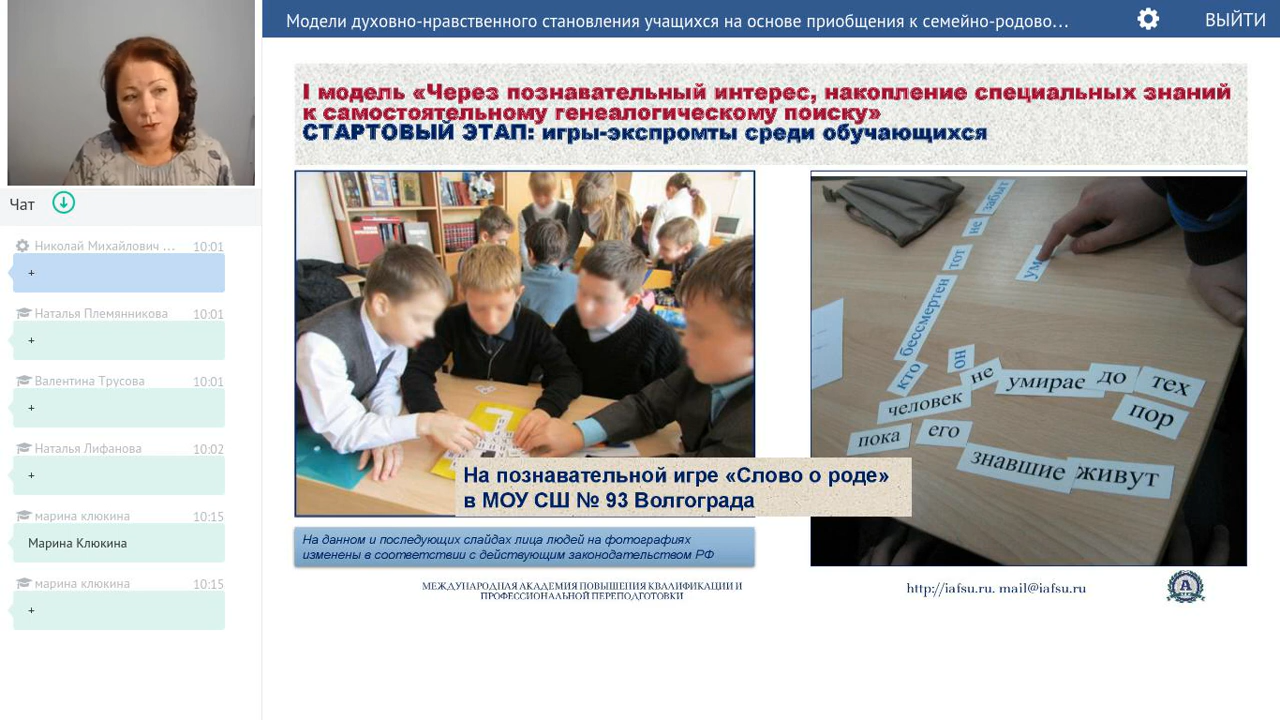 Модели духовно-нравственного становления учащихся на основе приобщения к семейно-родово...
ВЫЙТИ
Чат
Николай Михайлович ...
10:01
+
Наталья Племянникова
10:01
+
Валентина Трусова
10:01
+
Наталья Лифанова
10:02
+
марина клюкина
10:15
Марина Клюкина
марина клюкина
10:15
+
I модель «Через познавательный интерес, накопление специальных знаний
к самостоятельному генеалогическому поиску»
СТАРТОВЫЙ ЭТАП: игры-экспромты среди обучающихся
На познавательной игре «Слово о роде»
в МОУ СШ № 93 Волгограда
На данном и последующих слайдах лица людей на фотографиях
изменены в соответствии с действующим законодательством РФ
кто бессмертен тот не забыт
ум
он
человек не умирае до тех
пор
пока его
знавшие живут
МЕЖДУНАРОДНАЯ АКАДЕМИЯ ПОВЫШЕНИЯ КВАЛИФИКАЦИИ И
ПРОФЕССИОНАЛЬНОЙ ПЕРЕПОДГОТОВКИ
http://iafsu.ru. mail@iafsu.ru